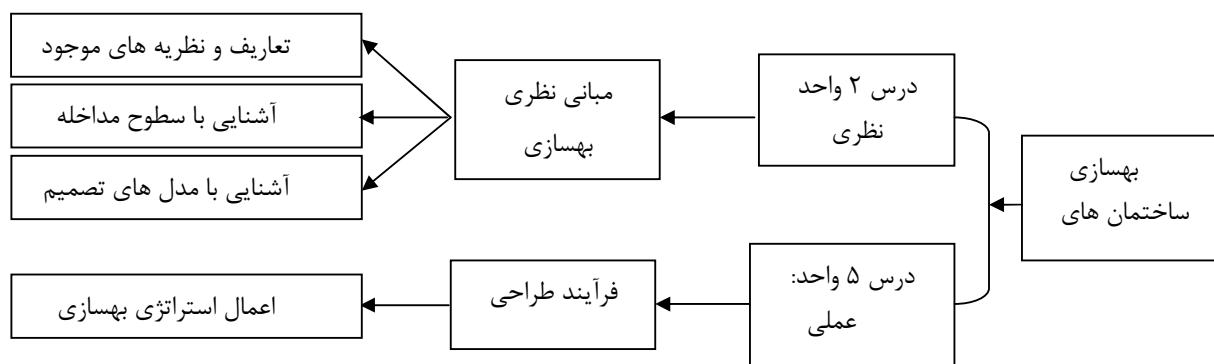 بهسازی
ساختمان های
درس ۲ واحد
نظری
مبانی نظری
بهسازی
تعاریف و نظریه های موجود
آشنایی با سطوح مداخله
آشنایی با مدل های تصمیم
درس ۵ واحد:
عملی
فرآیند طراحی
اعمال استراتژی بهسازی